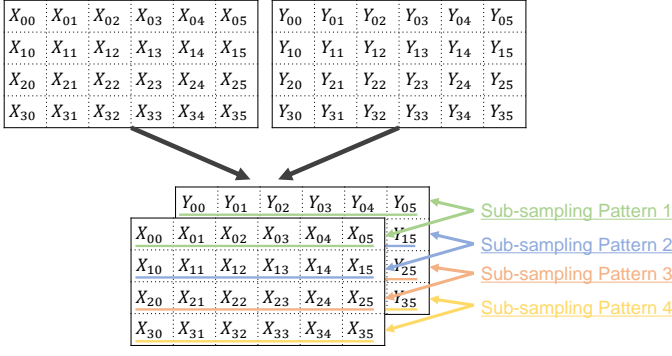 X00 X01 X02 X03 X04 X05 Y00 Y01 Y02 Y03 Y04 Y05
X10 X11 X12 X13 X14 X15 Y10 Y11 Y12 Y13 Y14 Y15
X20 X21 X22 X23 X24 X25 Y20 Y21 Y22 Y23 Y24 Y25
X30 X31 X32 X33 X34 X35 Y30 Y31 Y32 Y33 Y34 Y35
Y00 Y01 Y02 Y03 Y04 Y05
Sub-sampling Pattern 1
X00 X01 X02 X03 X04 X05 Y15
Sub-sampling Pattern 2
X10 X11 X12 X13 X14 X15 Y25
Sub-sampling Pattern 3
X20 X21 X22 X23 X24 X25 Y35
Sub-sampling Pattern 4
X30 X31 X32 X33 X34 X35